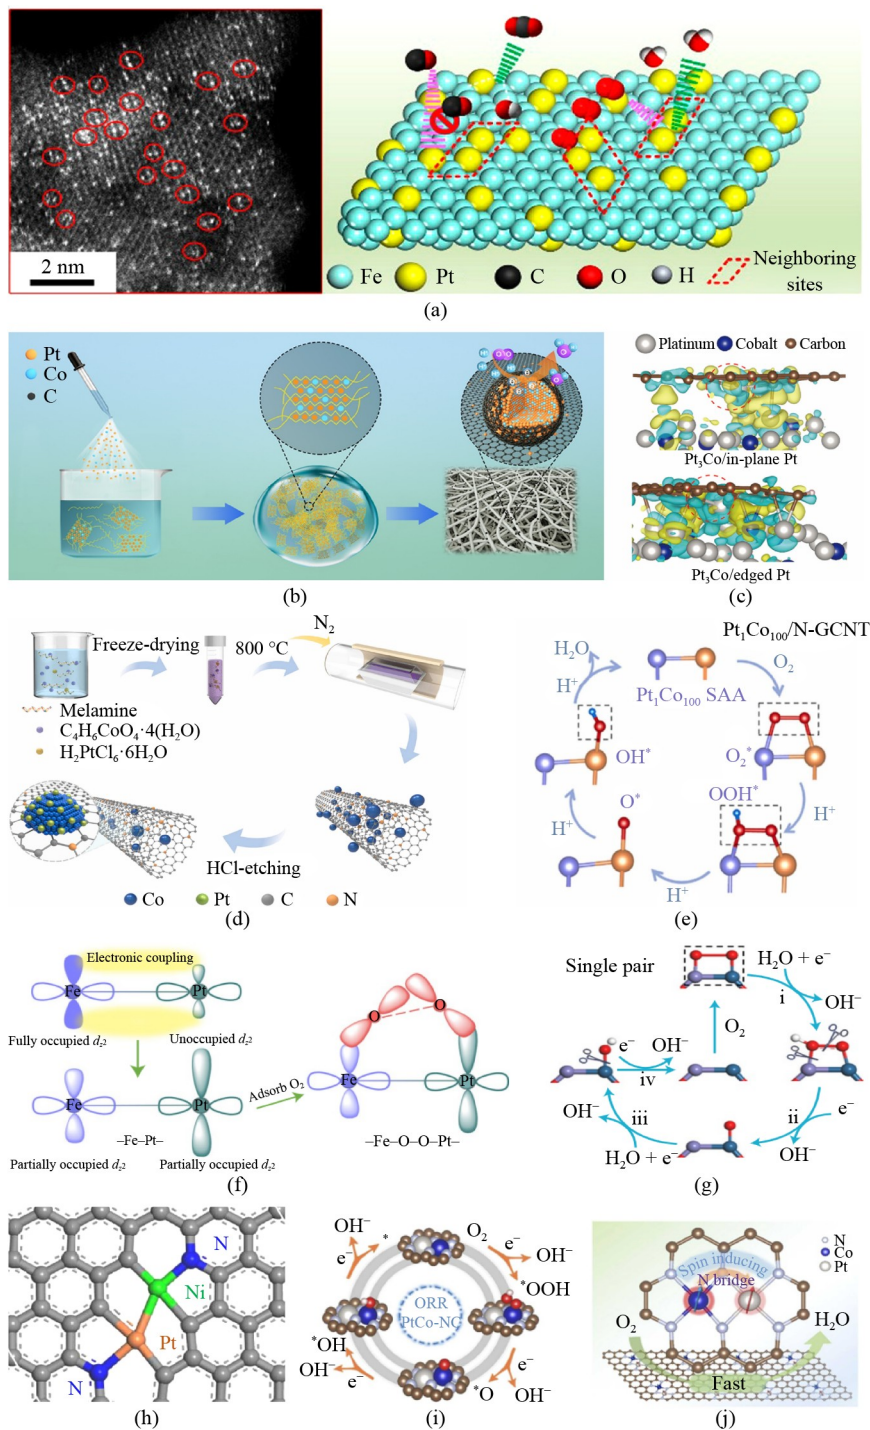 2 nm
Fe
Pt
C
O
H
Neighboring
sites
(a)
Pt
Co
C
(b)
Platinum
Cobalt
Carbon
Pt₃Co/in-plane Pt
Pt₃Co/edged Pt
(c)
Freeze-drying
800 °C
N₂
Melamine
C₄H₆CoO₄·4(H₂O)
H₂PtCl₆·6H₂O
HCl-etching
Co
Pt
C
N
(d)
Pt₁Co₁₀₀/N-GCNT
H₂O
H⁺
O₂
Pt₁Co₁₀₀ SAA
OH*
O₂*
O*
OOH*
H⁺
H⁺
H⁺
(e)
Electronic coupling
Fe
Pt
Fully occupied d𝓏²
Unoccupied d𝓏²
O
O
Fe
Pt
Adsorb O₂
Fe
Pt
–Fe–Pt–
–Fe–O–O–Pt–
Partially occupied d𝓏²
Partially occupied d𝓏²
(f)
Single pair
H₂O + e⁻
i
OH⁻
O₂
e⁻
OH⁻
iv
OH⁻
iii
ii
e⁻
H₂O + e⁻
OH⁻
(g)
N
Ni
Pt
N
(h)
OH⁻
*
O₂
e⁻
e⁻
OH⁻
*OOH
ORR
PtCo-NC
*OH
OH⁻
e⁻
e⁻
*O
OH⁻
(i)
N
Co
Pt
Spin inducing
N bridge
O₂
H₂O
Fast
(j)